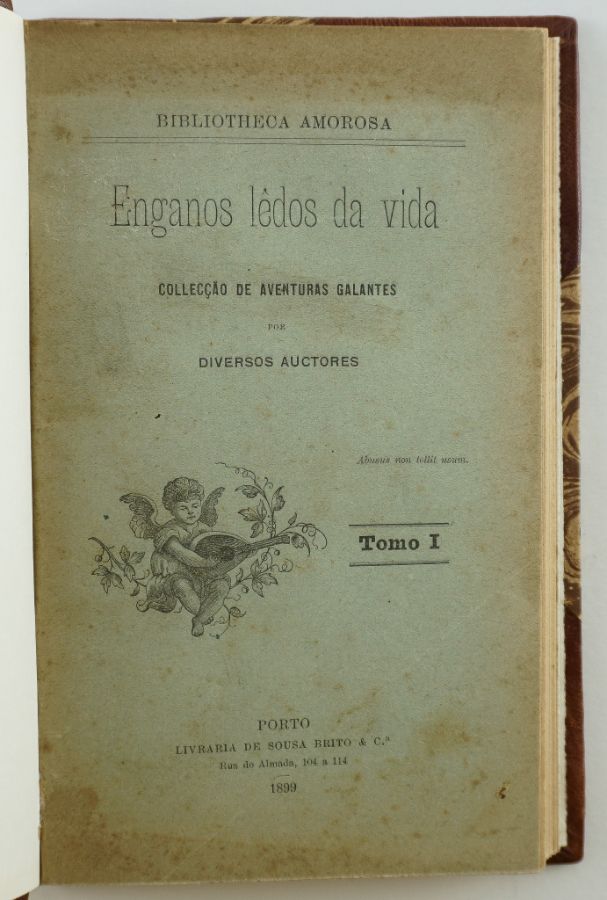 BIBLIOTHECA AMOROSA
Enganos lêdos da vida
COLLECÇÃO DE AVENTURAS GALANTES
POR
DIVERSOS AUCTORES
Abusus non tollit usum.
Tomo I
PORTO
LIVRARIA DE SOUSA BRITO & C.ª
Rua do Almada, 104 a 114
1899